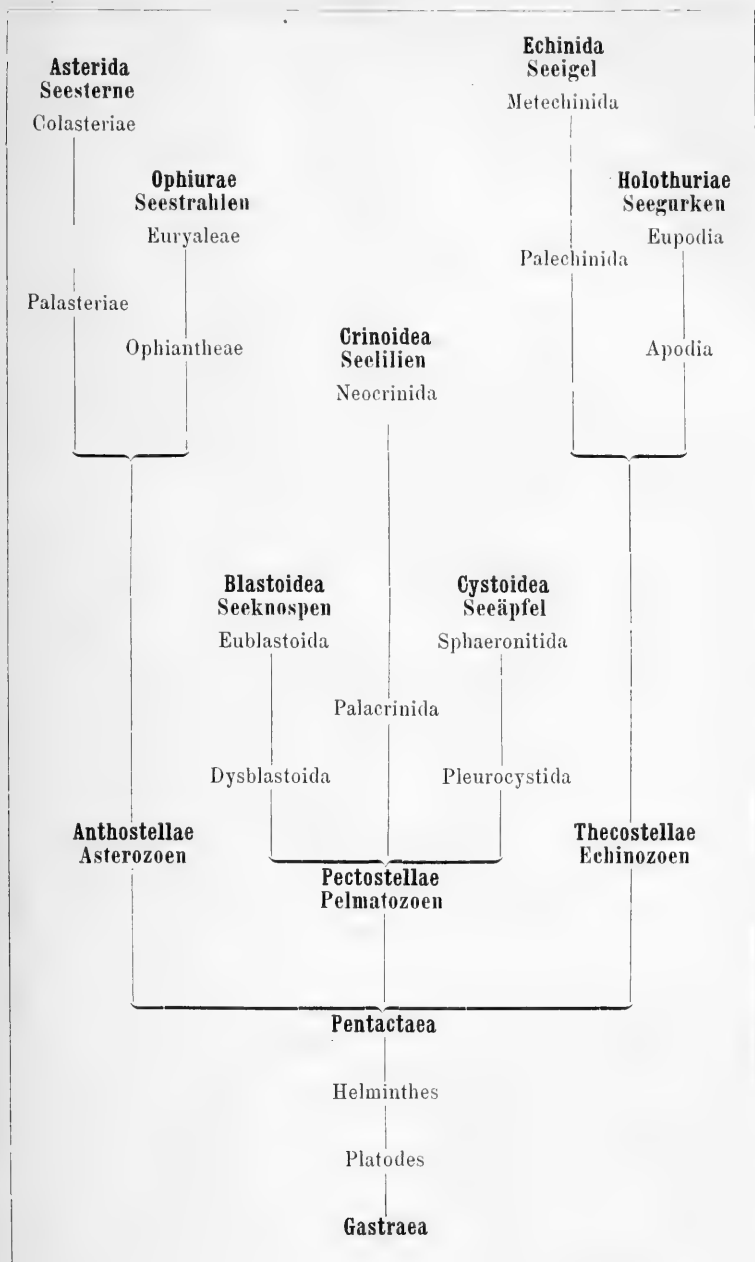 Echinida
Seeigel
Metechinida
Asterida
Seesterne
Colasteriae
Ophiurae
Seestrahlen
Euryaleae
Holothuriae
Seegurken
Eupodia
Palechinida
Palasteriae
Ophiantheae
Crinoidea
Seelilien
Neocrinida
Apodia
Blastoidea
Seeknospen
Eublastoida
Cystoidea
Seeäpfel
Sphaeronitida
Palacrinida
Dysblastoida
Pleurocystida
Anthostellae
Asterozoen
Thecostellae
Echinozoen
Pectostellae
Pelmatozoen
Pentactaea
Helminthes
Platodes
Gastraea